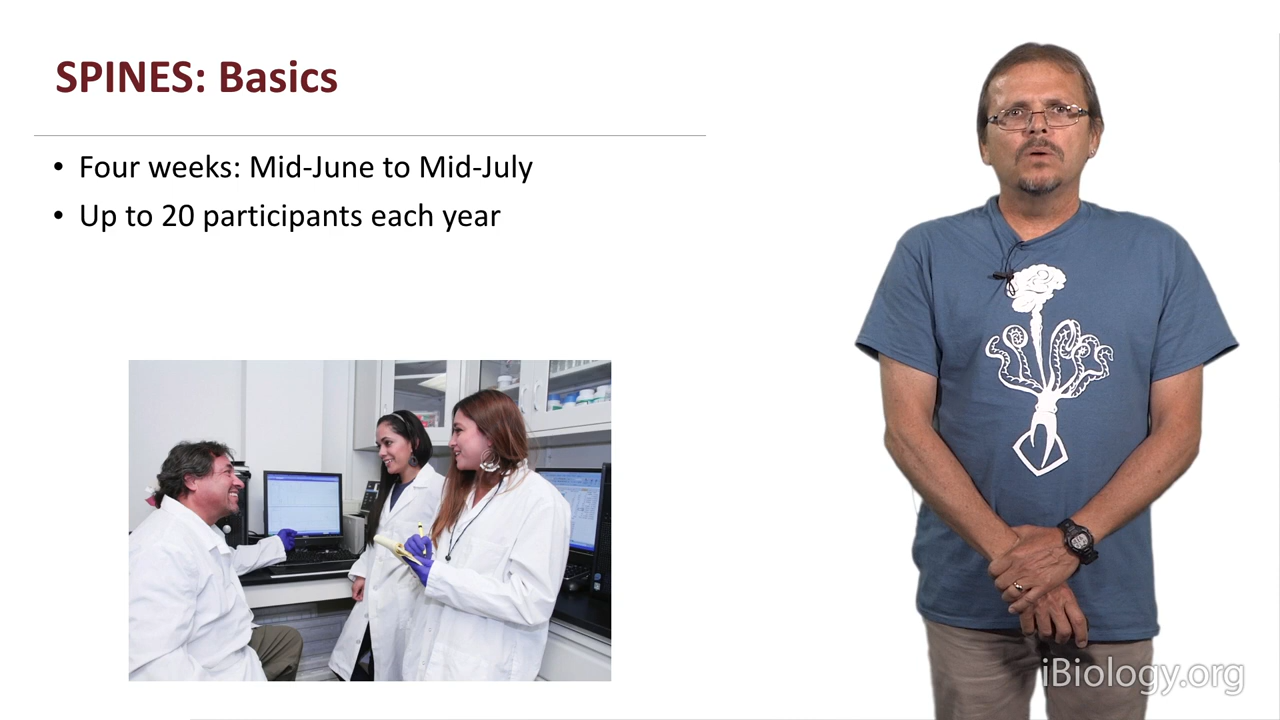 SPINES: Basics
• Four weeks: Mid-June to Mid-July
• Up to 20 participants each year
iBiology.org